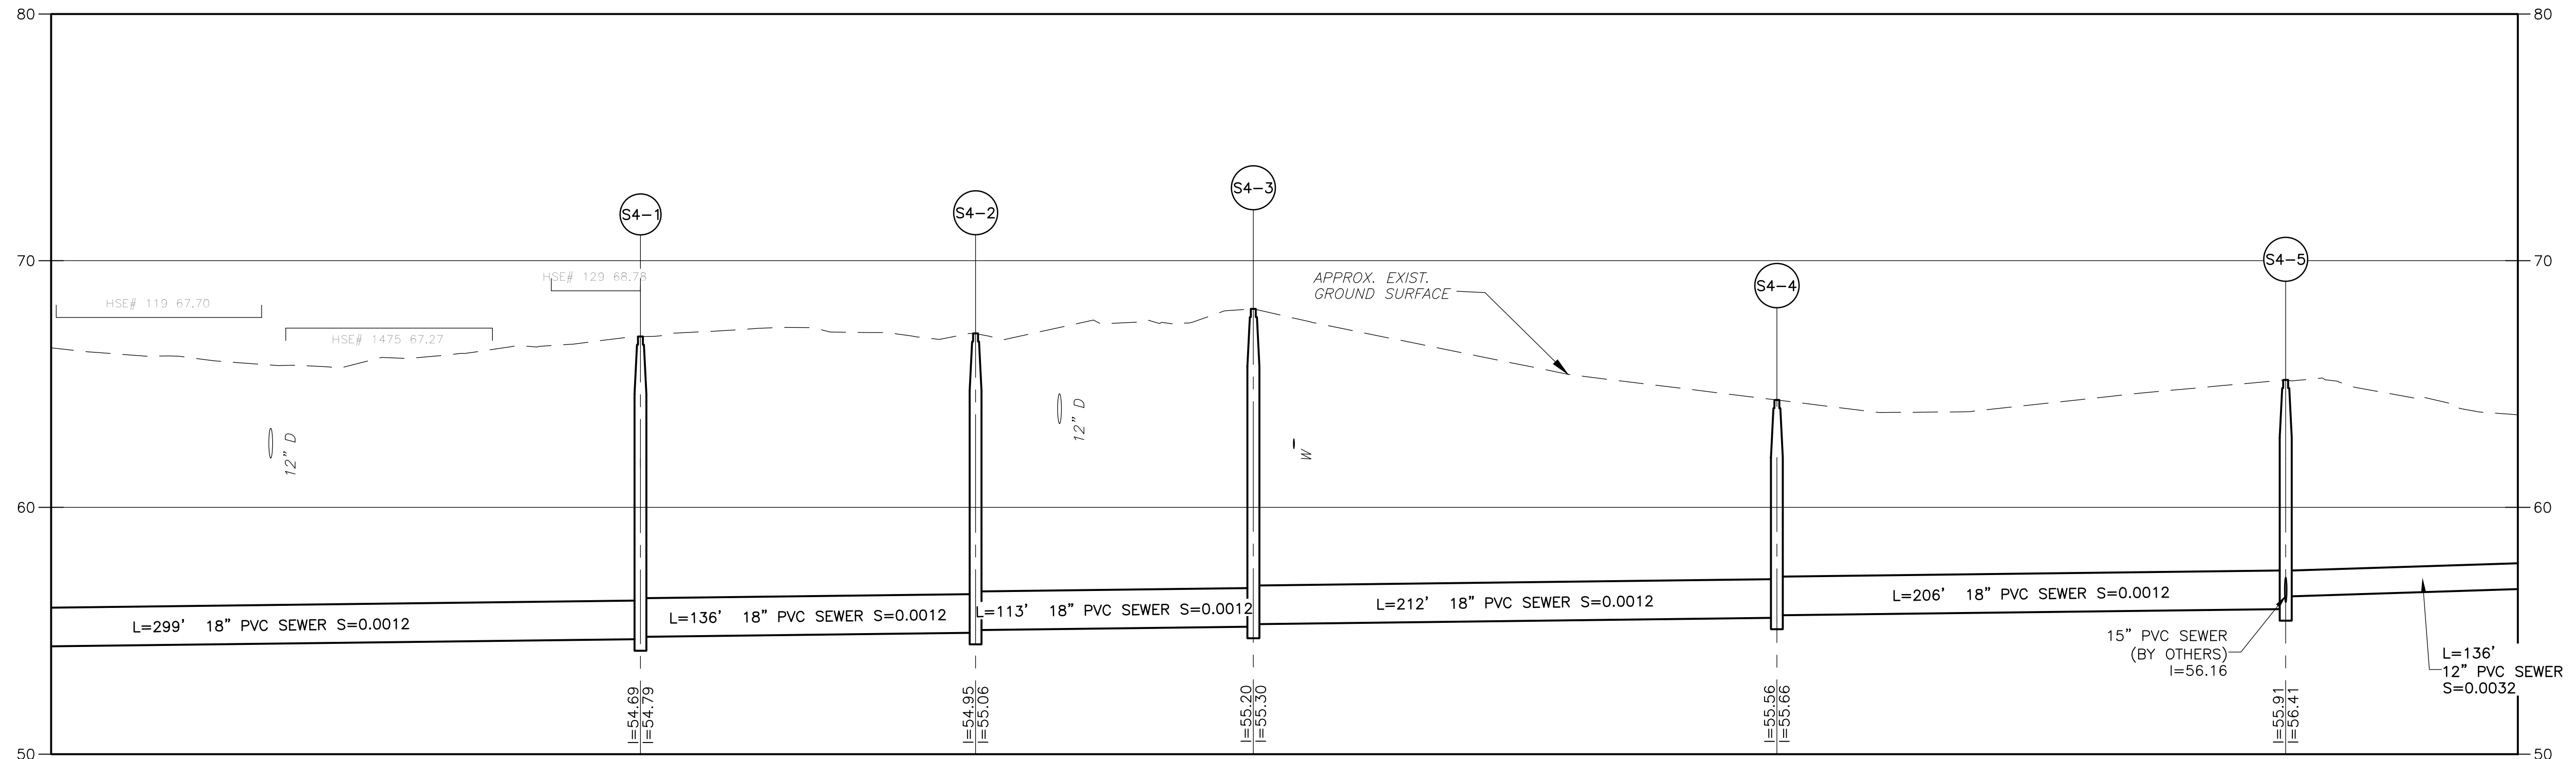 80
80
S4-3
S4-1
S4-2
S4-5
70
70
HSE# 129 68.78
APPROX. EXIST.
GROUND SURFACE
S4-4
HSE# 119 67.70
HSE# 1475 67.27
12" D
12" D
W
60
60
L=299' 18" PVC SEWER S=0.0012
L=136' 18" PVC SEWER S=0.0012
L=113' 18" PVC SEWER S=0.0012
L=212' 18" PVC SEWER S=0.0012
L=206' 18" PVC SEWER S=0.0012
15" PVC SEWER
(BY OTHERS)
I=56.16
L=136'
12" PVC SEWER
S=0.0032
I=54.69
I=54.79
I=54.95
I=55.06
I=55.20
I=55.30
I=55.56
I=55.66
I=55.91
I=56.41
50
50